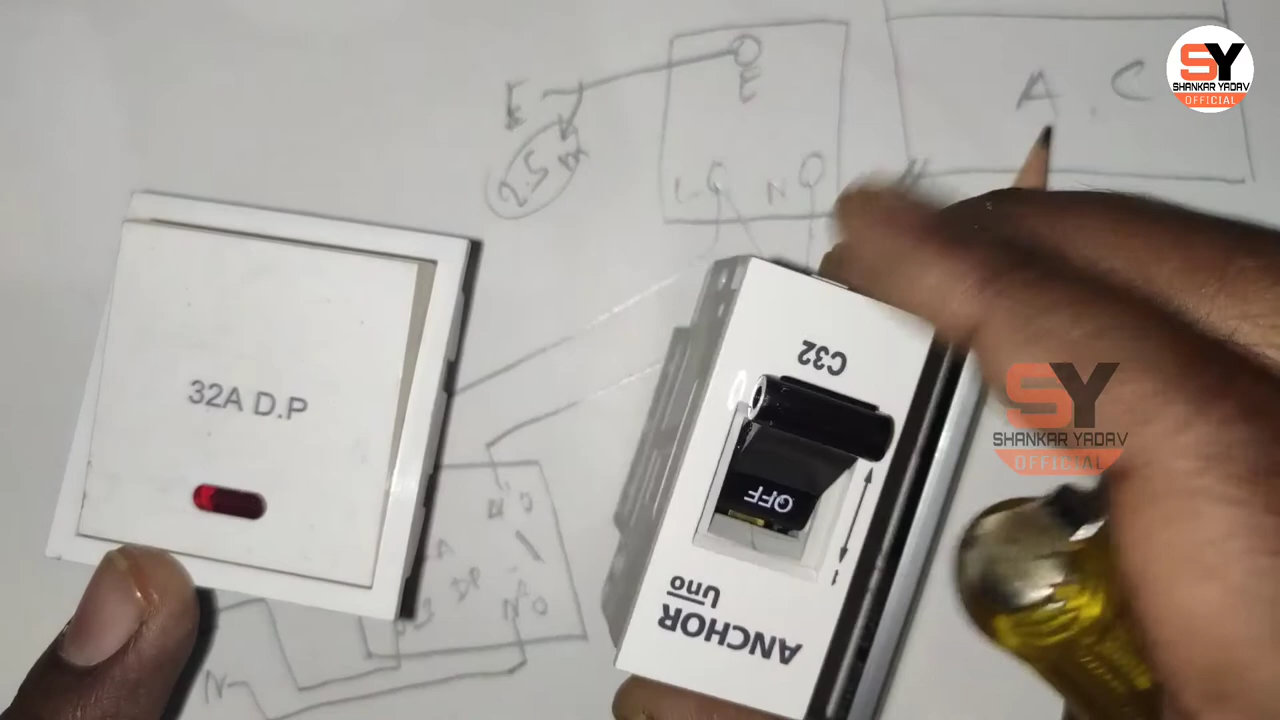 SY
SHANKAR YADAV
OFFICIAL
A.C
E
E
2.5
L
N
C32
32A D.P
OFF
ANCHOR
Uno
SY
SHANKAR YADAV
OFFICIAL
N
DP
N
N